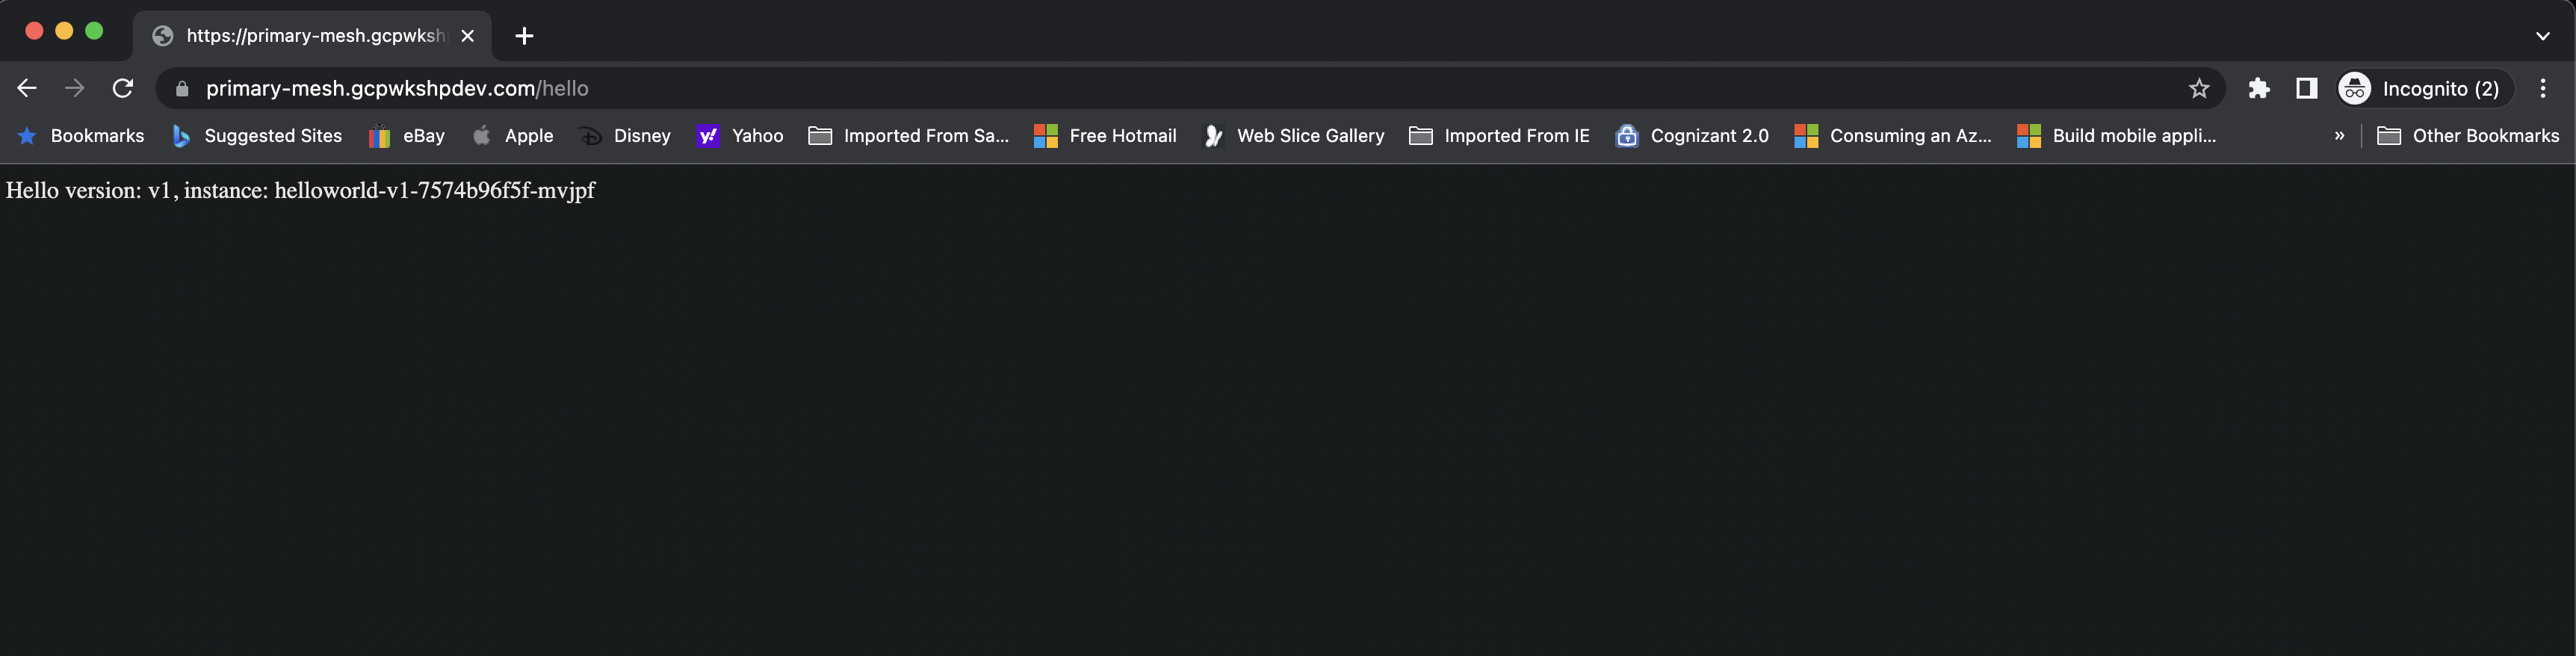 https://primary-mesh.gcpwksh
primary-mesh.gcpwkshpdev.com/hello
Incognito (2)
Bookmarks Suggested Sites eBay Apple Disney Yahoo Imported From Sa... Free Hotmail Web Slice Gallery Imported From IE Cognizant 2.0 Consuming an Az... Build mobile appli... » Other Bookmarks
Hello version: v1, instance: helloworld-v1-7574b96f5f-mvjpf